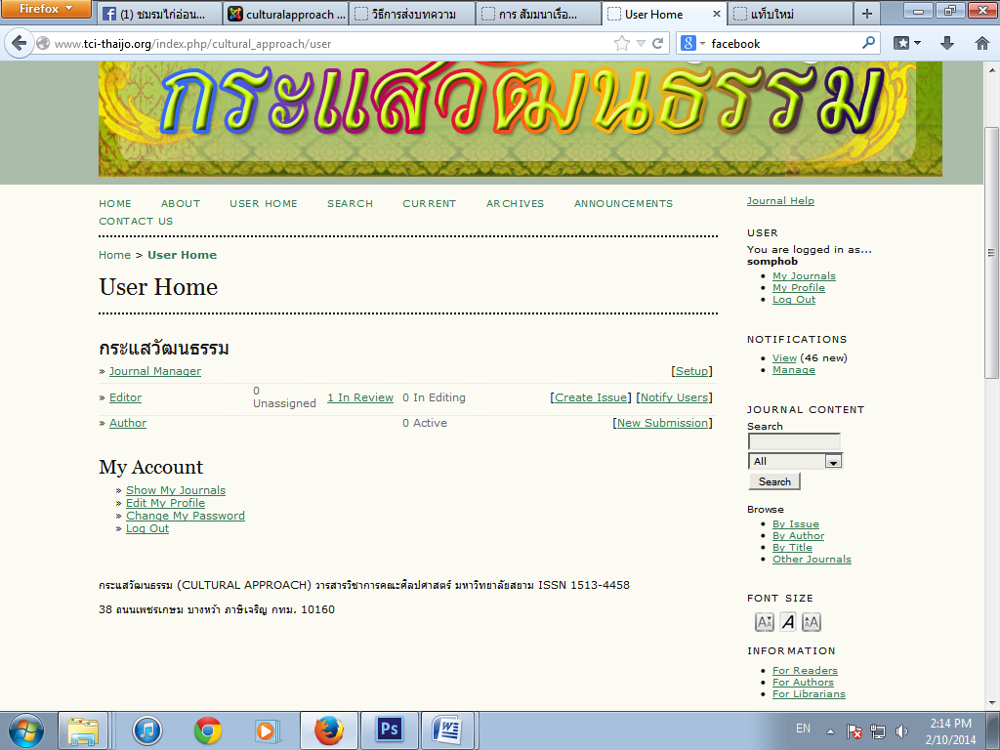 Firefox
(1) ชมรมไก่อ่อน...
culturalapproach ...
วิธีการส่งบทความ
การ สัมมนาเรื่อ...
User Home
แท็บใหม่
www.tci-thaijo.org/index.php/cultural_approach/user
facebook
กระแสวัฒนธรรม
HOME ABOUT USER HOME SEARCH CURRENT ARCHIVES ANNOUNCEMENTS
CONTACT US
Home > User Home
User Home
กระแสวัฒนธรรม
» Journal Manager [Setup]
» Editor 0 Unassigned 1 In Review 0 In Editing [Create Issue] [Notify Users]
» Author 0 Active [New Submission]
My Account
» Show My Journals
» Edit My Profile
» Change My Password
» Log Out
กระแสวัฒนธรรม (CULTURAL APPROACH) วารสารวิชาการคณะศิลปศาสตร์ มหาวิทยาลัยสยาม ISSN 1513-4458
38 ถนนเพชรเกษม บางหว้า ภาษีเจริญ กทม. 10160
Journal Help
USER
You are logged in as...
somphob
My Journals
My Profile
Log Out
NOTIFICATIONS
View (46 new)
Manage
JOURNAL CONTENT
Search
All
Search
Browse
By Issue
By Author
By Title
Other Journals
FONT SIZE
A A A
INFORMATION
For Readers
For Authors
For Librarians
Ps
EN
2:14 PM
2/10/2014